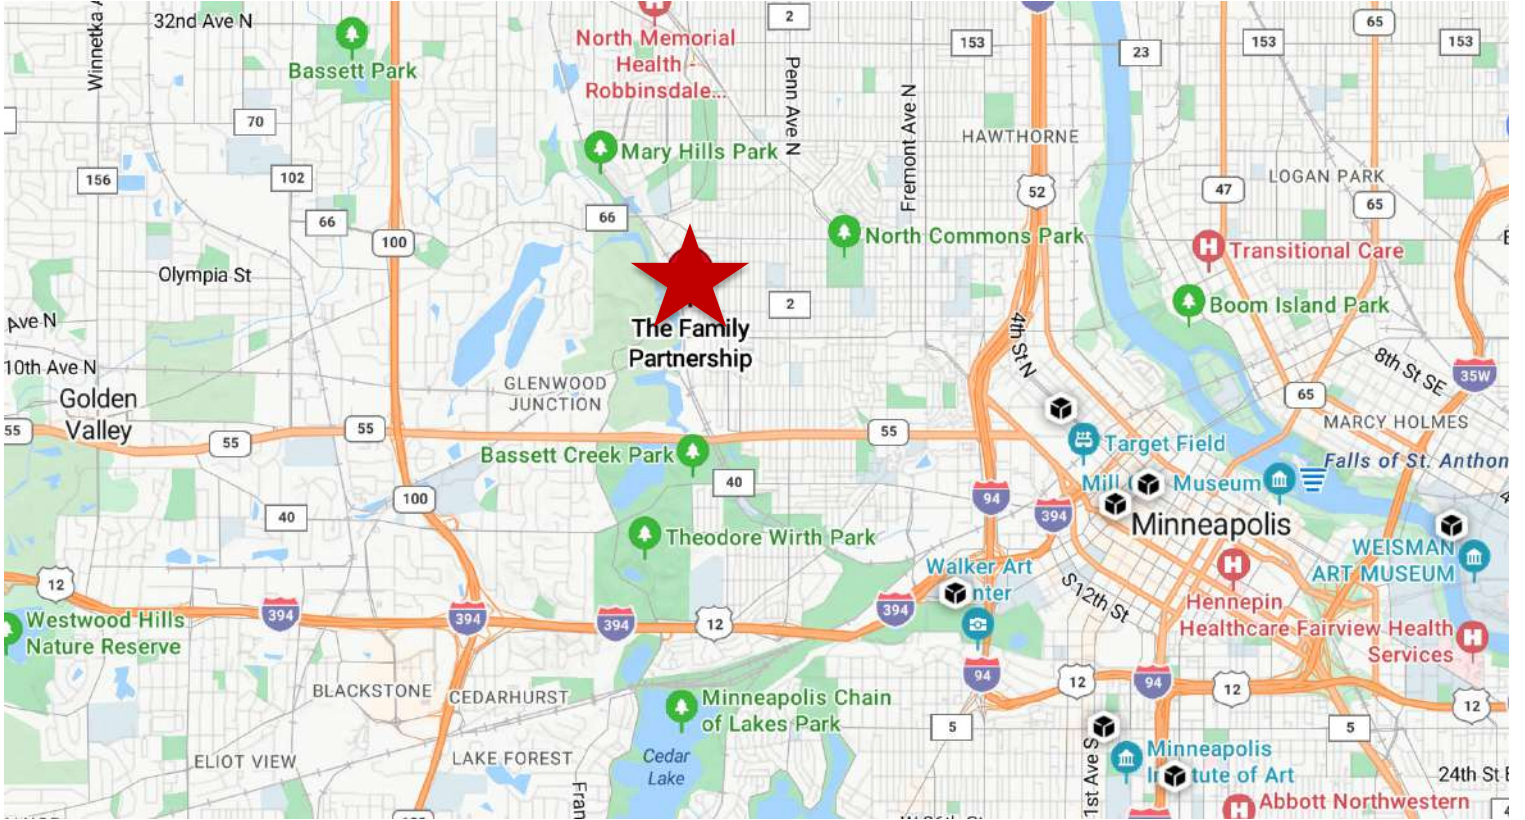 32nd Ave N
Winnetka A
Bassett Park
North Memorial
Health -
Robbinsdale...
2
65
153
23
153
153
70
Penn Ave N
Fremont Ave N
HAWTHORNE
Mary Hills Park
156
102
LOGAN PARK
52
47
65
66
66
100
North Commons Park
Transitional Care
Olympia St
2
Boom Island Park
Ave N
The Family
Partnership
4th St N
10th Ave N
8th St SE
35W
GLENWOOD
JUNCTION
Golden
Valley
65
MARCY HOLMES
55
55
55
55
Target Field
Bassett Creek Park
Falls of St. Anthon
40
Mill
Museum
100
94
394
40
Minneapolis
Theodore Wirth Park
WEISMAN
ART MUSEUM
Walker Art
nter
12
S 12th St
Hennepin
Healthcare
Fairview Health
Services
394
394
394
12
394
Westwood Hills
Nature Reserve
94
12
94
12
12
BLACKSTONE
CEDARHURST
Minneapolis Chain
of Lakes Park
5
5
ELIOT VIEW
LAKE FOREST
Cedar
Lake
1st Ave S
Minneapolis
In
tute of Art
24th St E
Fran
Abbott Northwestern